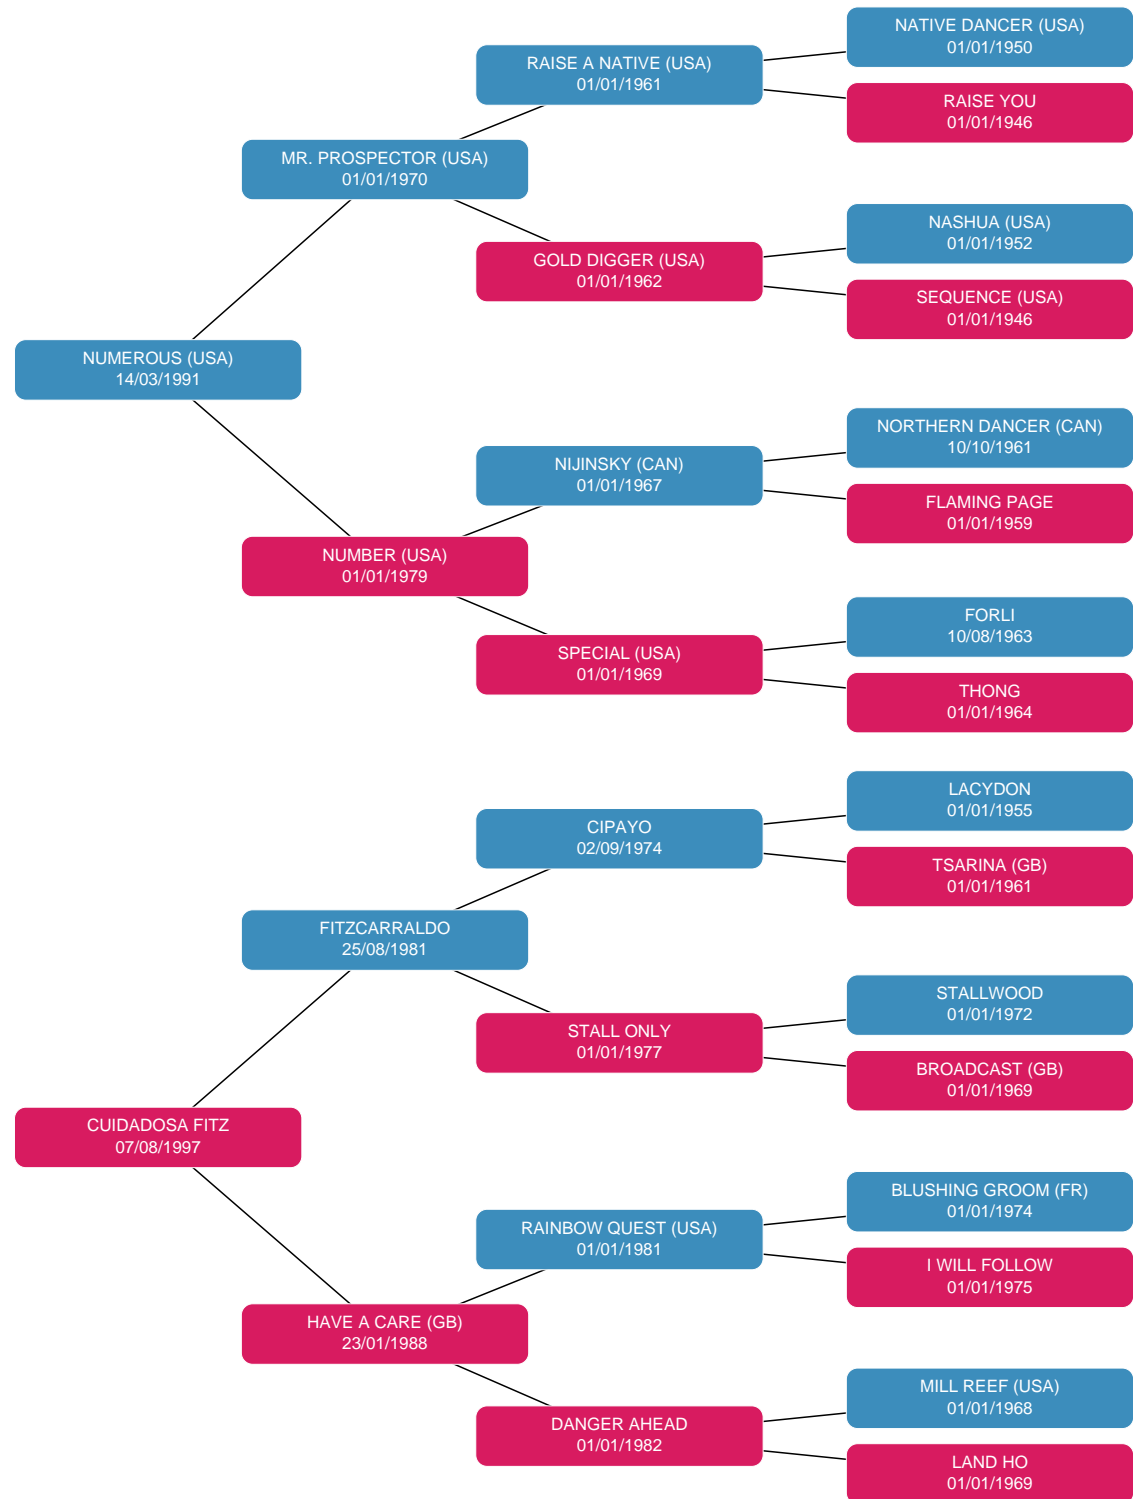 NATIVE DANCER (USA)
01/01/1950
RAISE A NATIVE (USA)
01/01/1961
RAISE YOU
01/01/1946
MR. PROSPECTOR (USA)
01/01/1970
NASHUA (USA)
01/01/1952
GOLD DIGGER (USA)
01/01/1962
SEQUENCE (USA)
01/01/1946
NUMEROUS (USA)
14/03/1991
NORTHERN DANCER (CAN)
10/10/1961
NIJINSKY (CAN)
01/01/1967
FLAMING PAGE
01/01/1959
NUMBER (USA)
01/01/1979
FORLI
10/08/1963
SPECIAL (USA)
01/01/1969
THONG
01/01/1964
LACYDON
01/01/1955
CIPAYO
02/09/1974
TSARINA (GB)
01/01/1961
FITZCARRALDO
25/08/1981
STALLWOOD
01/01/1972
STALL ONLY
01/01/1977
BROADCAST (GB)
01/01/1969
CUIDADOSA FITZ
07/08/1997
BLUSHING GROOM (FR)
01/01/1974
RAINBOW QUEST (USA)
01/01/1981
I WILL FOLLOW
01/01/1975
HAVE A CARE (GB)
23/01/1988
MILL REEF (USA)
01/01/1968
DANGER AHEAD
01/01/1982
LAND HO
01/01/1969